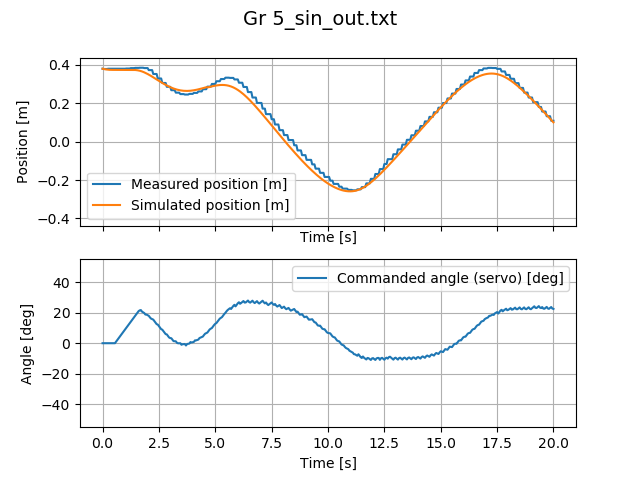 Gr 5_sin_out.txt
0.4
0.2
0.0
−0.2
−0.4
Position [m]
Measured position [m]
Simulated position [m]
Time [s]
40
20
0
−20
−40
Angle [deg]
Commanded angle (servo) [deg]
0.0 2.5 5.0 7.5 10.0 12.5 15.0 17.5 20.0
Time [s]